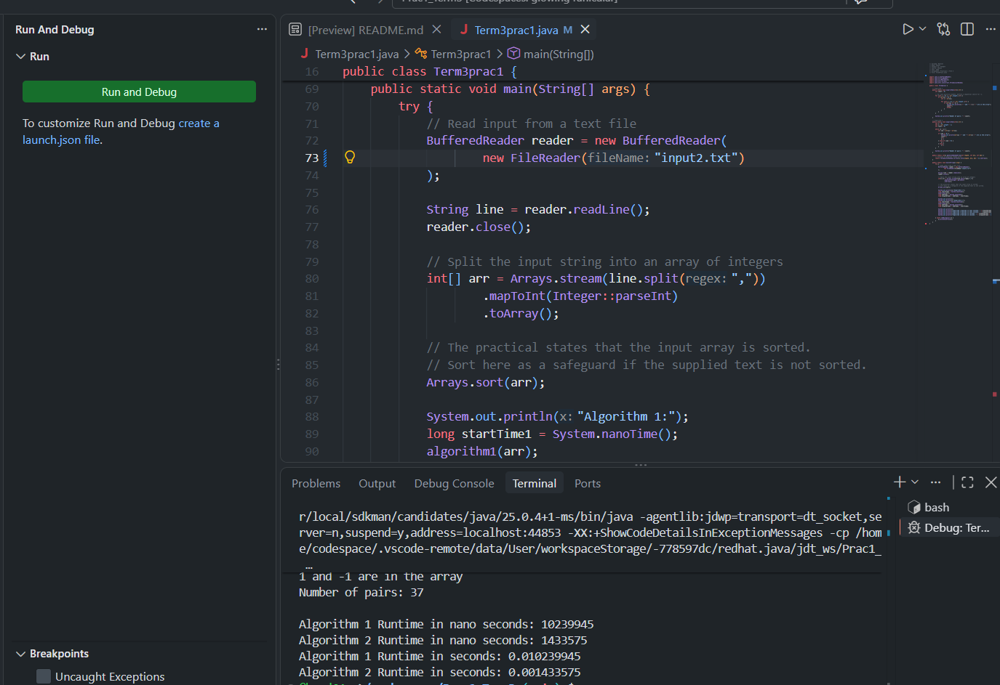 Run And Debug
Run
Run and Debug
To customize Run and Debug create a
launch.json file.
Breakpoints
Uncaught Exceptions
[Preview] README.md
Term3prac1.java M
Term3prac1.java > Term3prac1 > main(String[])
16 public class Term3prac1 {
69 public static void main(String[] args) {
70 try {
71 // Read input from a text file
72 BufferedReader reader = new BufferedReader(
73 new FileReader(fileName: "input2.txt")
74 );
75
76 String line = reader.readLine();
77 reader.close();
78
79 // Split the input string into an array of integers
80 int[] arr = Arrays.stream(line.split(regex: ","))
81 .mapToInt(Integer::parseInt)
82 .toArray();
83
84 // The practical states that the input array is sorted.
85 // Sort here as a safeguard if the supplied text is not sorted.
86 Arrays.sort(arr);
87
88 System.out.println(x: "Algorithm 1:");
89 long startTime1 = System.nanoTime();
90 algorithm1(arr);
Problems Output Debug Console Terminal Ports
bash
Debug: Ter...
r/local/sdkman/candidates/java/25.0.4+1-ms/bin/java -agentlib:jdwp=transport=dt_socket,se
rver=n,suspend=y,address=localhost:44853 -XX:+ShowCodeDetailsInExceptionMessages -cp /hom
e/codespace/.vscode-remote/data/User/workspaceStorage/-778597dc/redhat.java/jdt_ws/Prac1_
…
1 and -1 are in the array
Number of pairs: 37
Algorithm 1 Runtime in nano seconds: 10239945
Algorithm 2 Runtime in nano seconds: 1433575
Algorithm 1 Runtime in seconds: 0.010239945
Algorithm 2 Runtime in seconds: 0.001433575